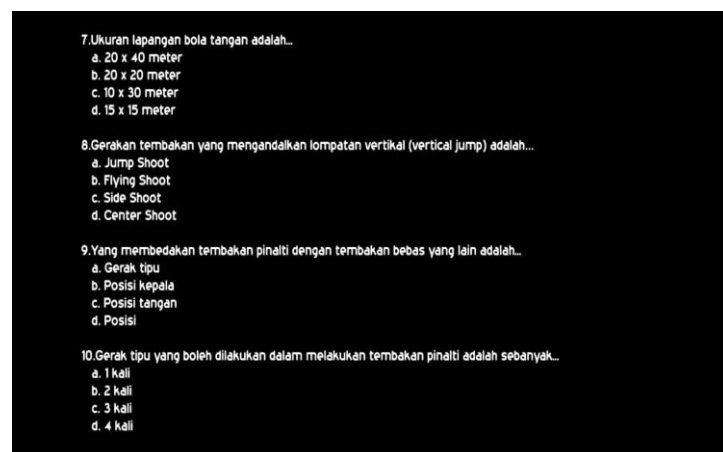 7.Ukuran lapangan bola tangan adalah...
a. 20 x 40 meter
b. 20 x 20 meter
c. 10 x 30 meter
d. 15 x 15 meter
8.Gerakan tembakan yang mengandalkan lompatan vertikal (vertical jump) adalah...
a. Jump Shoot
b. Flying Shoot
c. Side Shoot
d. Center Shoot
9.Yang membedakan tembakan pinalti dengan tembakan bebas yang lain adalah...
a. Gerak tipu
b. Posisi kepala
c. Posisi tangan
d. Posisi
10.Gerak tipu yang boleh dilakukan dalam melakukan tembakan pinalti adalah sebanyak...
a. 1 kali
b. 2 kali
c. 3 kali
d. 4 kali